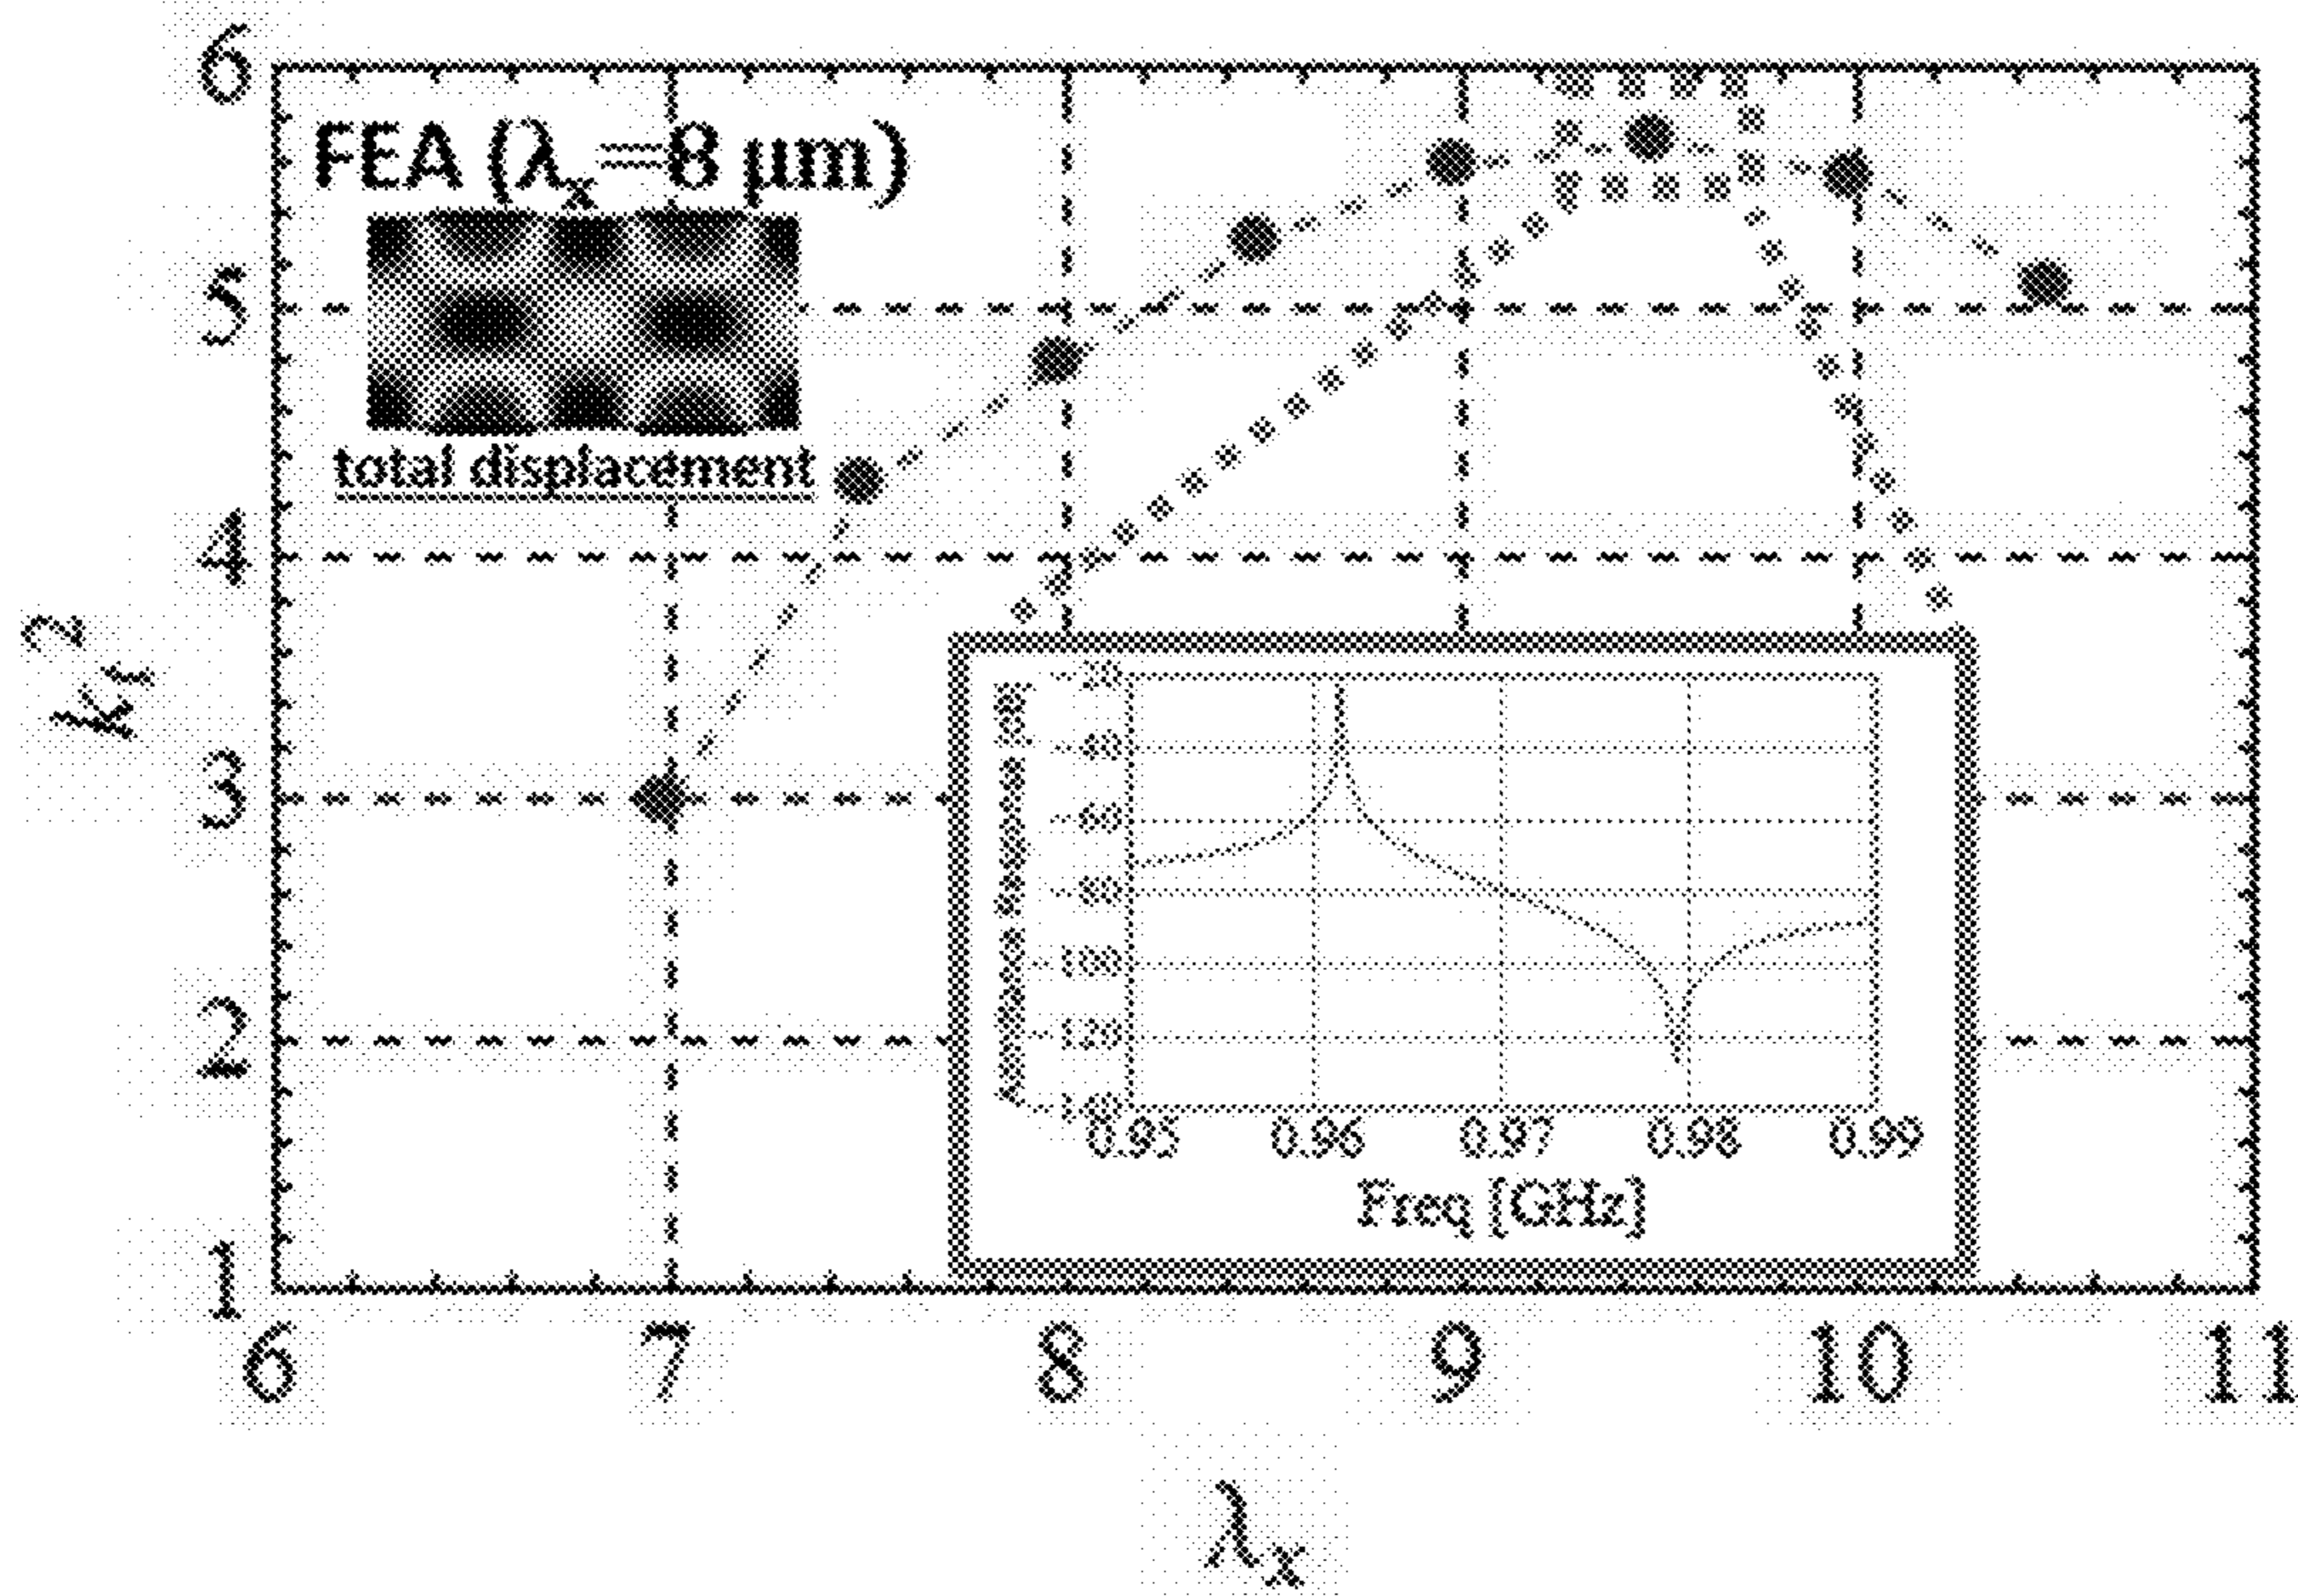 6
FEA (λx=8 μm)
5
total displacement
4
kt²
3
2
1
0.95 0.96 0.97 0.98 0.99
Freq [GHz]
6 7 8 9 10 11
λx